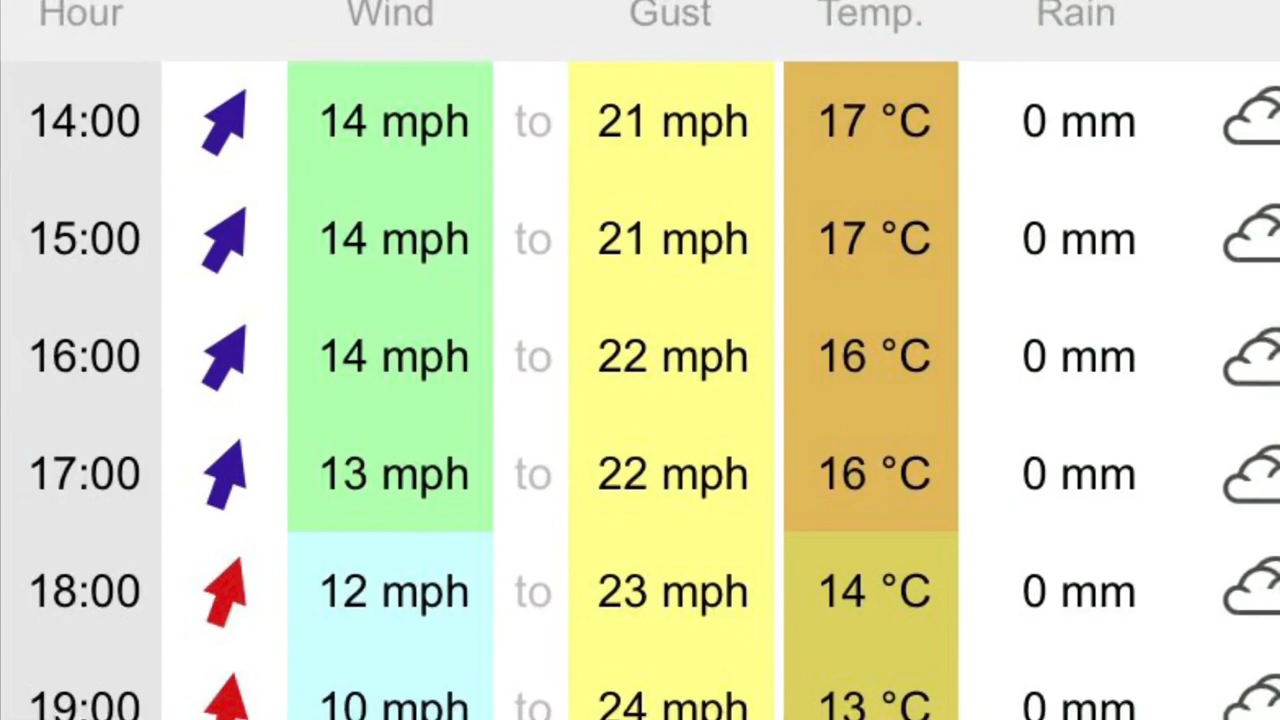 Hour Wind Gust Temp. Rain
14:00 14 mph to 21 mph 17 °C 0 mm
15:00 14 mph to 21 mph 17 °C 0 mm
16:00 14 mph to 22 mph 16 °C 0 mm
17:00 13 mph to 22 mph 16 °C 0 mm
18:00 12 mph to 23 mph 14 °C 0 mm
19:00 10 mph to 24 mph 13 °C 0 mm